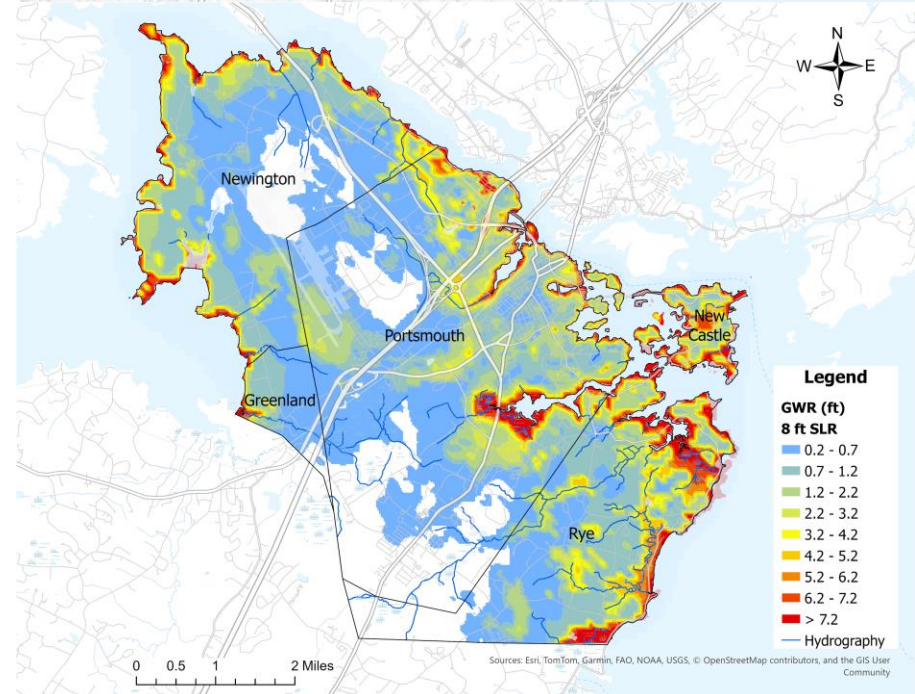 N
W E
S
Newington
Portsmouth
New
Castle
Greenland
Rye
Legend
GWR (ft)
8 ft SLR
0.2 - 0.7
0.7 - 1.2
1.2 - 2.2
2.2 - 3.2
3.2 - 4.2
4.2 - 5.2
5.2 - 6.2
6.2 - 7.2
> 7.2
Hydrography
0 0.5 1 2 Miles
Sources: Esri, TomTom, Garmin, FAO, NOAA, USGS, © OpenStreetMap contributors, and the GIS User
Community